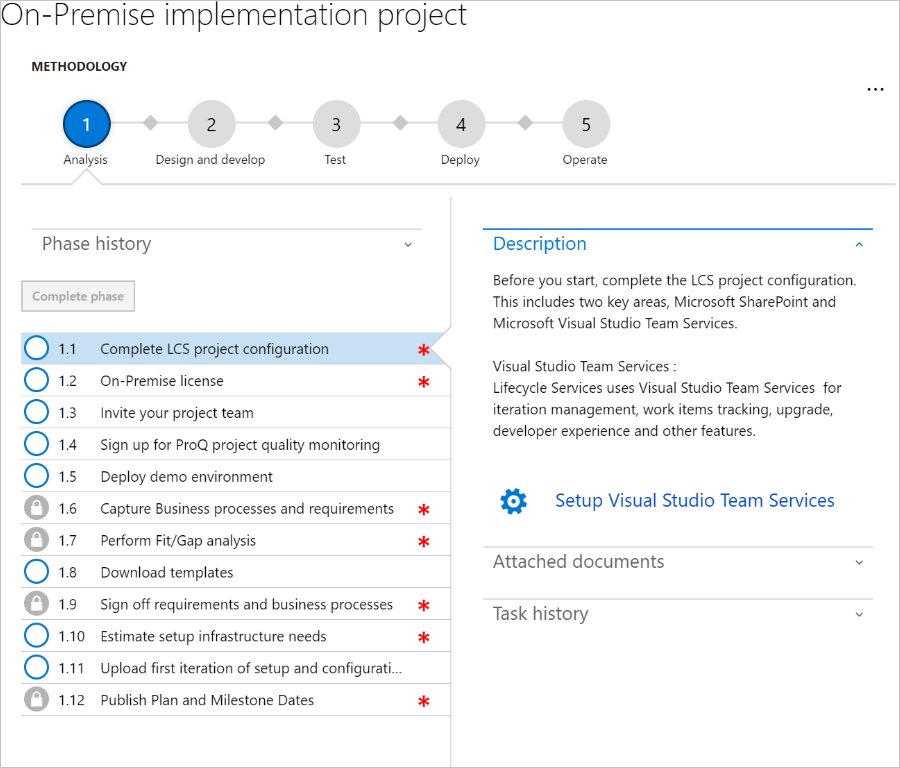 On-Premise implementation project
METHODOLOGY
...
1
2
3
4
5
Analysis
Design and develop
Test
Deploy
Operate
Phase history
Complete phase
1.1 Complete LCS project configuration *
1.2 On-Premise license *
1.3 Invite your project team
1.4 Sign up for ProQ project quality monitoring
1.5 Deploy demo environment
1.6 Capture Business processes and requirements *
1.7 Perform Fit/Gap analysis *
1.8 Download templates
1.9 Sign off requirements and business processes *
1.10 Estimate setup infrastructure needs *
1.11 Upload first iteration of setup and configurati...
1.12 Publish Plan and Milestone Dates *
Description
Before you start, complete the LCS project configuration.
This includes two key areas, Microsoft SharePoint and
Microsoft Visual Studio Team Services.
Visual Studio Team Services :
Lifecycle Services uses Visual Studio Team Services for
iteration management, work items tracking, upgrade,
developer experience and other features.
Setup Visual Studio Team Services
Attached documents
Task history